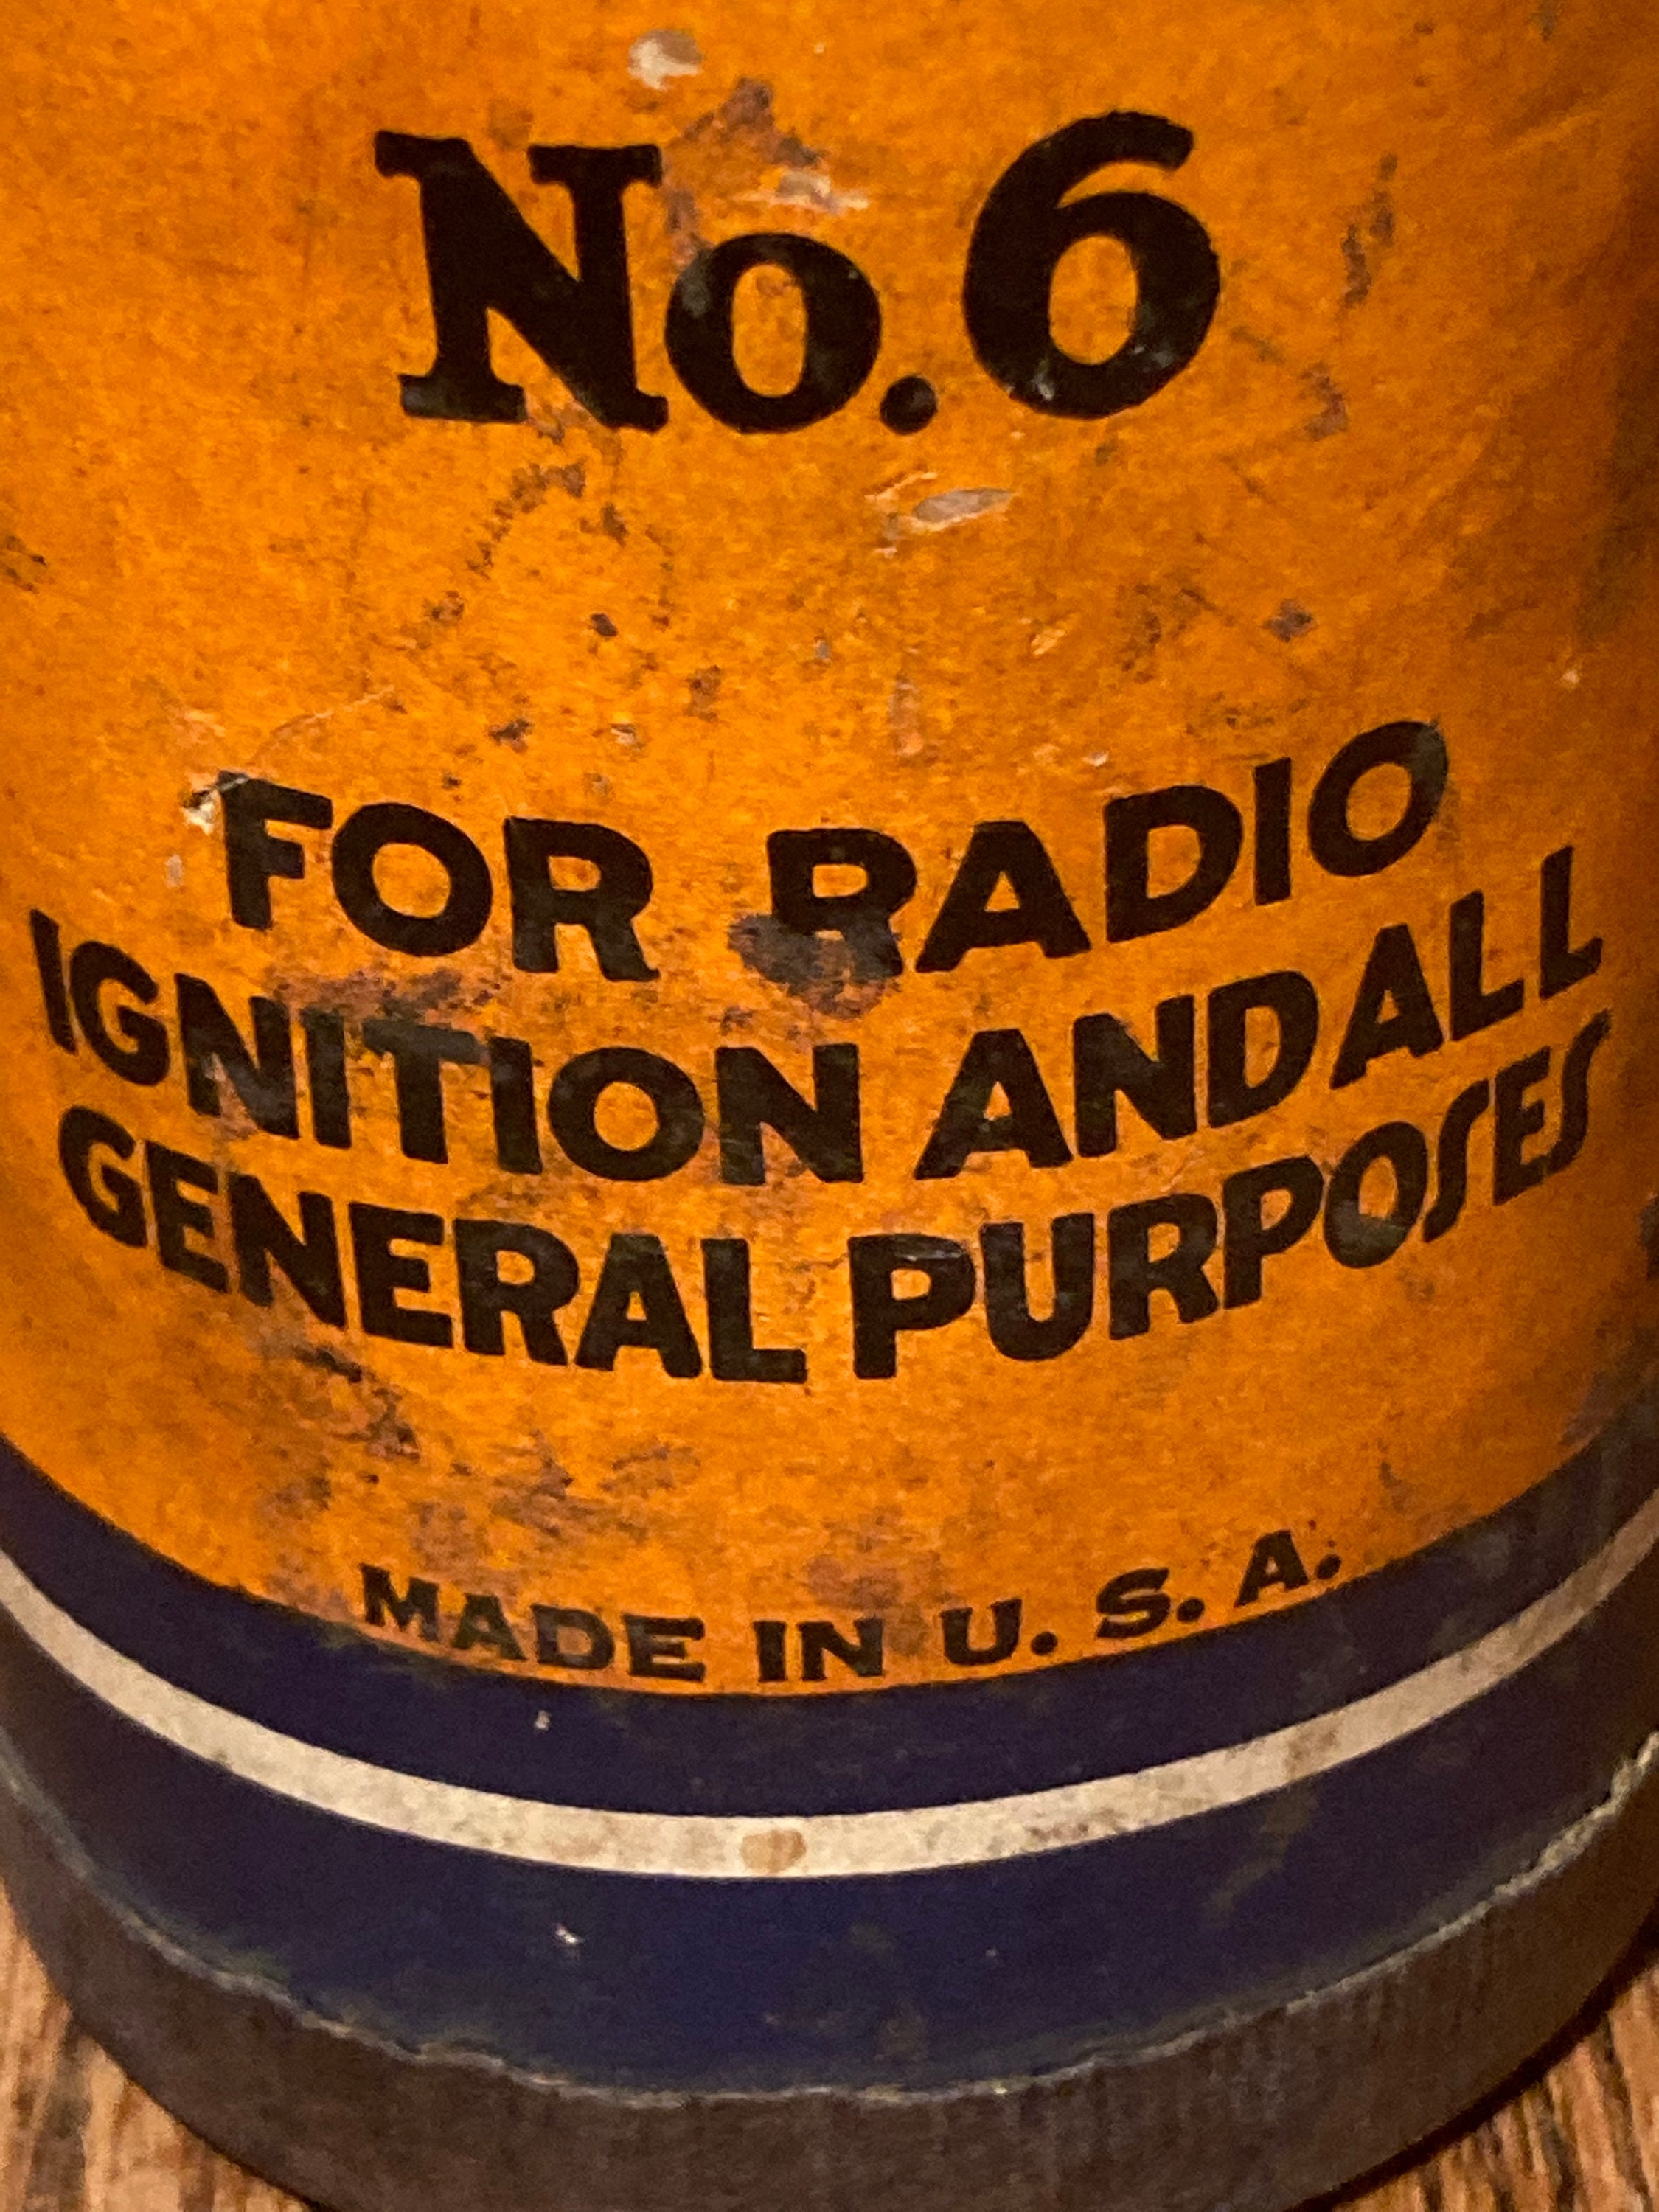 No. 6
FOR RADIO
IGNITION AND ALL
GENERAL PURPOSES
MADE IN U. S. A.